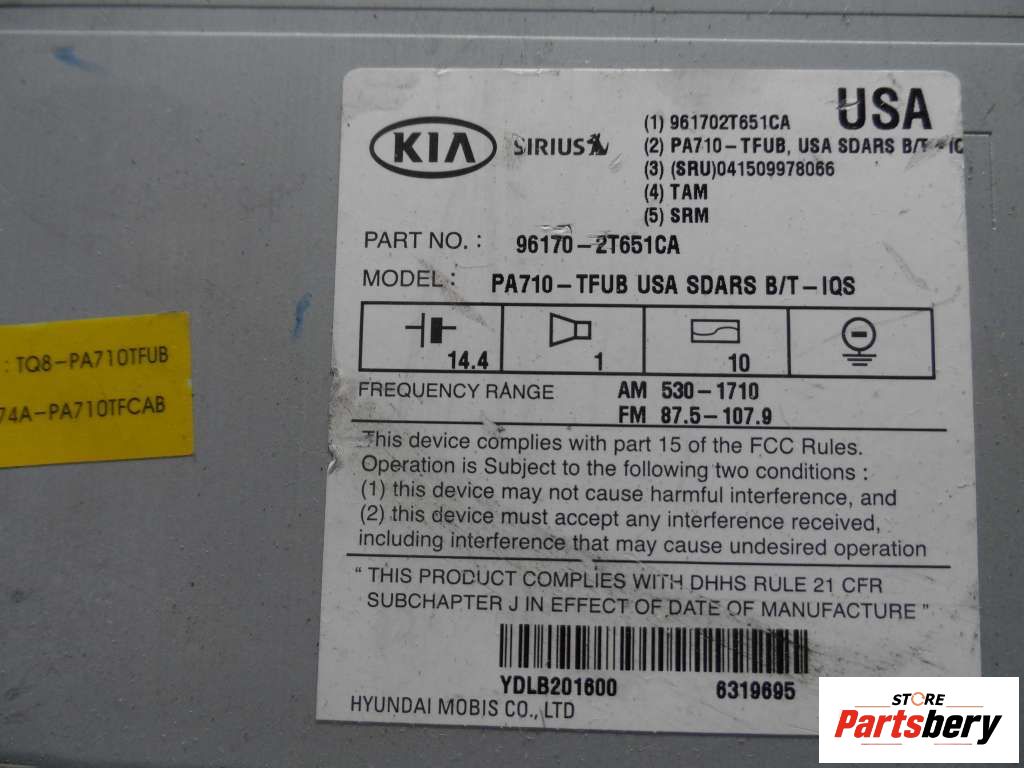 USA
KIA SIRIUS
(1) 961702T651CA
(2) PA710-TFUB, USA SDARS B/T-IQ
(3) (SRU)041509978066
(4) TAM
(5) SRM
PART NO. : 96170-2T651CA
MODEL : PA710-TFUB USA SDARS B/T-IQS
14.4 1 10
FREQUENCY RANGE AM 530-1710
FM 87.5-107.9
This device complies with part 15 of the FCC Rules.
Operation is Subject to the following two conditions :
(1) this device may not cause harmful interference, and
(2) this device must accept any interference received,
including interference that may cause undesired operation
" THIS PRODUCT COMPLIES WITH DHHS RULE 21 CFR
SUBCHAPTER J IN EFFECT OF DATE OF MANUFACTURE "
YDLB201600 6319695
HYUNDAI MOBIS CO., LTD
: TQ8-PA710TFUB
74A-PA710TFCAB
STORE
Partsbery